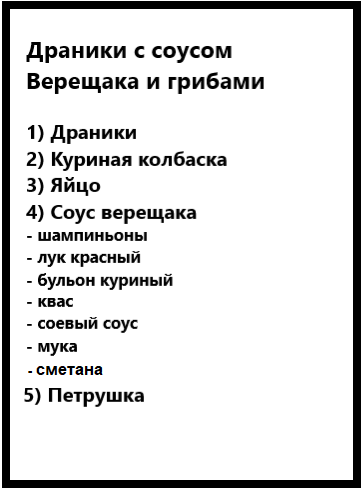 Драники с соусом
Верещака и грибами
1) Драники
2) Куриная колбаска
3) Яйцо
4) Соус верещака
- шампиньоны
- лук красный
- бульон куриный
- квас
- соевый соус
- мука
- сметана
5) Петрушка